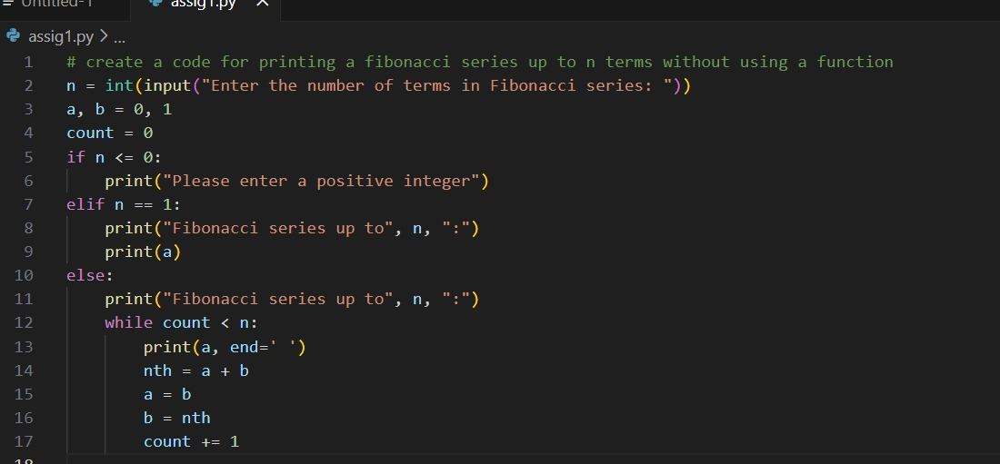 Untitled-1 assig1.py ×
assig1.py > ...
1 # create a code for printing a fibonacci series up to n terms without using a function
2 n = int(input("Enter the number of terms in Fibonacci series: "))
3 a, b = 0, 1
4 count = 0
5 if n <= 0:
6     print("Please enter a positive integer")
7 elif n == 1:
8     print("Fibonacci series up to", n, ":")
9     print(a)
10 else:
11     print("Fibonacci series up to", n, ":")
12     while count < n:
13         print(a, end=' ')
14         nth = a + b
15         a = b
16         b = nth
17         count += 1
18